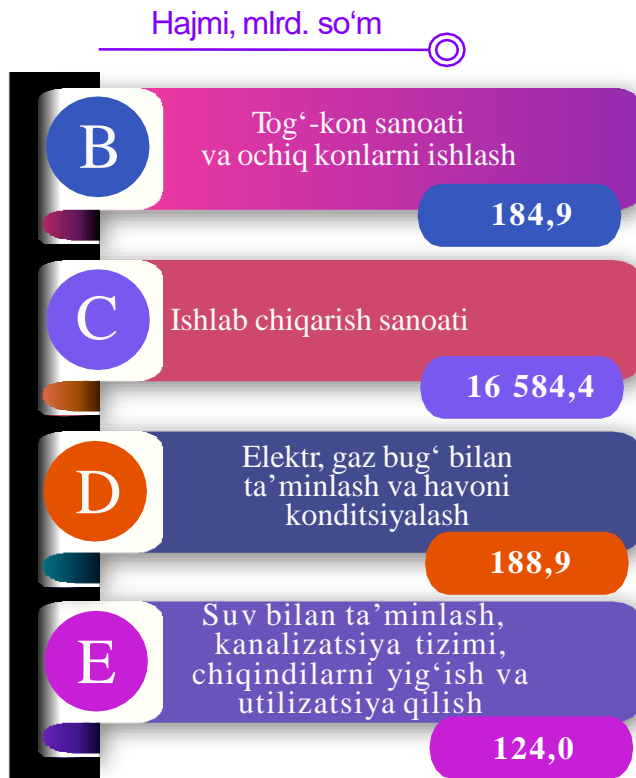 Hajmi, mlrd. so‘m
B
Tog‘-kon sanoati
va ochiq konlarni ishlash
184,9
C
Ishlab chiqarish sanoati
16 584,4
D
Elektr, gaz bug‘ bilan
ta’minlash va havoni
konditsiyalash
188,9
E
Suv bilan ta’minlash,
kanalizatsiya tizimi,
chiqindilarni yig‘ish va
utilizatsiya qilish
124,0